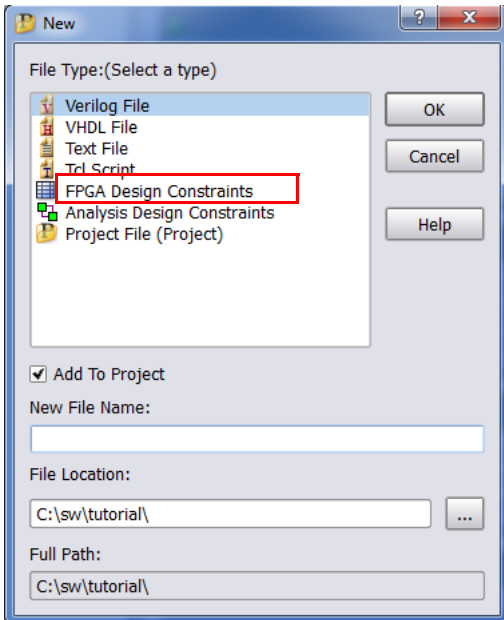 New
File Type:(Select a type)
Verilog File
VHDL File
Text File
Tcl Script
FPGA Design Constraints
Analysis Design Constraints
Project File (Project)
OK
Cancel
Help
Add To Project
New File Name:
File Location:
C:\sw\tutorial\
...
Full Path:
C:\sw\tutorial\